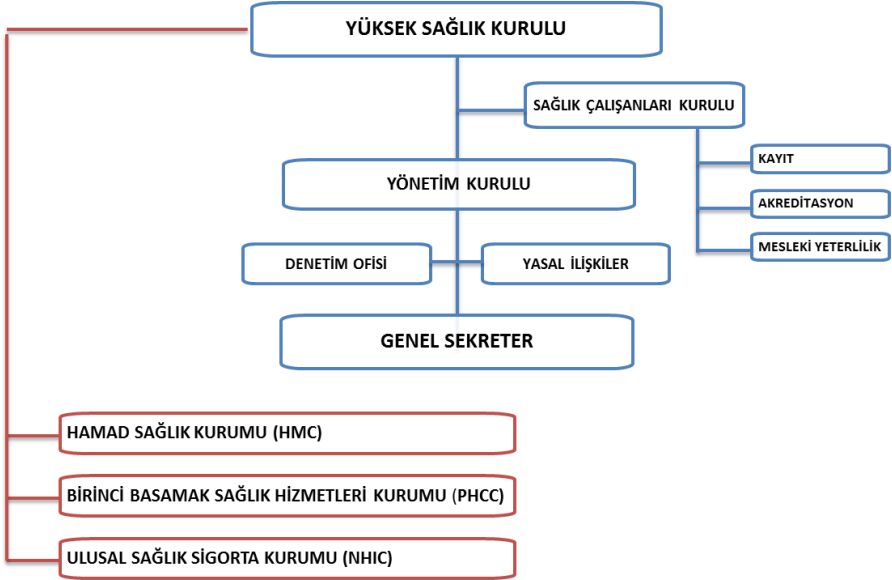 YÜKSEK SAĞLIK KURULU
SAĞLIK ÇALIŞANLARI KURULU
KAYIT
YÖNETİM KURULU
AKREDİTASYON
MESLEKİ YETERLİLİK
DENETİM OFİSİ
YASAL İLİŞKİLER
GENEL SEKRETER
HAMAD SAĞLIK KURUMU (HMC)
BİRİNCİ BASAMAK SAĞLIK HİZMETLERİ KURUMU (PHCC)
ULUSAL SAĞLIK SİGORTA KURUMU (NHIC)